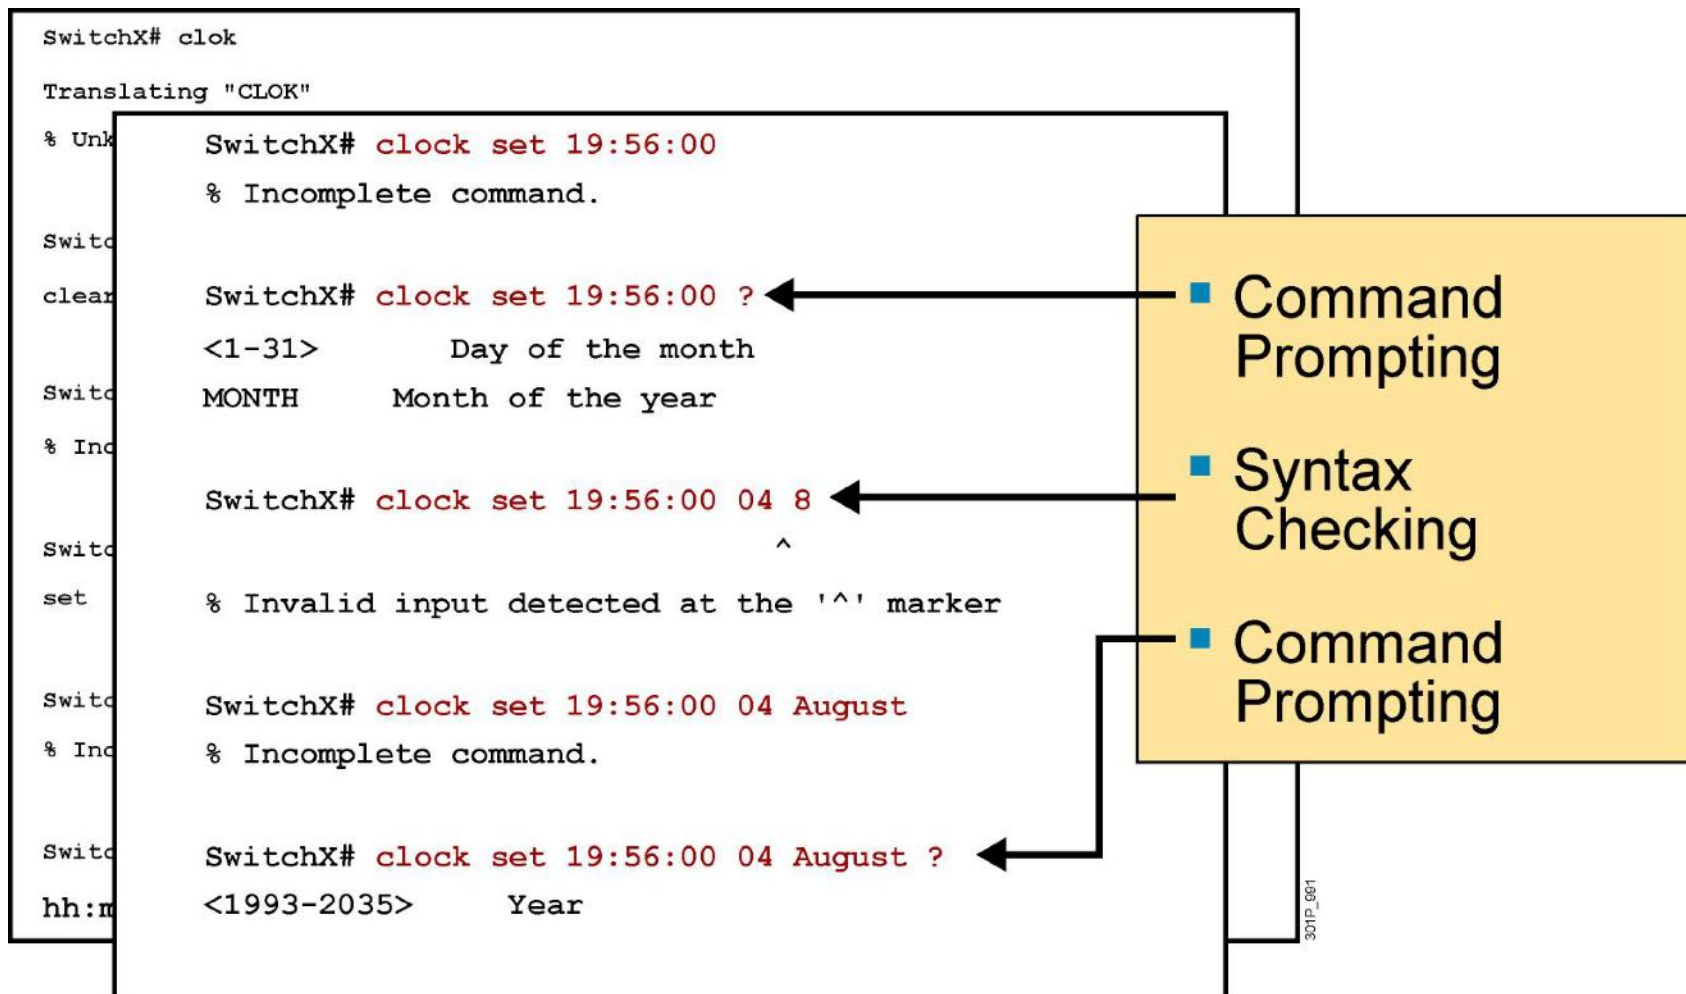 SwitchX# clok
Translating "CLOK"
% Unk
Switc
clear
Switc
% Inc
Switc
set
Switc
% Inc
Switc
hh:m
SwitchX# clock set 19:56:00
% Incomplete command.
SwitchX# clock set 19:56:00 ?
<1-31> Day of the month
MONTH Month of the year
SwitchX# clock set 19:56:00 04 8
^
% Invalid input detected at the '^' marker
SwitchX# clock set 19:56:00 04 August
% Incomplete command.
SwitchX# clock set 19:56:00 04 August ?
<1993-2035> Year
■ Command
Prompting
■ Syntax
Checking
■ Command
Prompting
301P_991